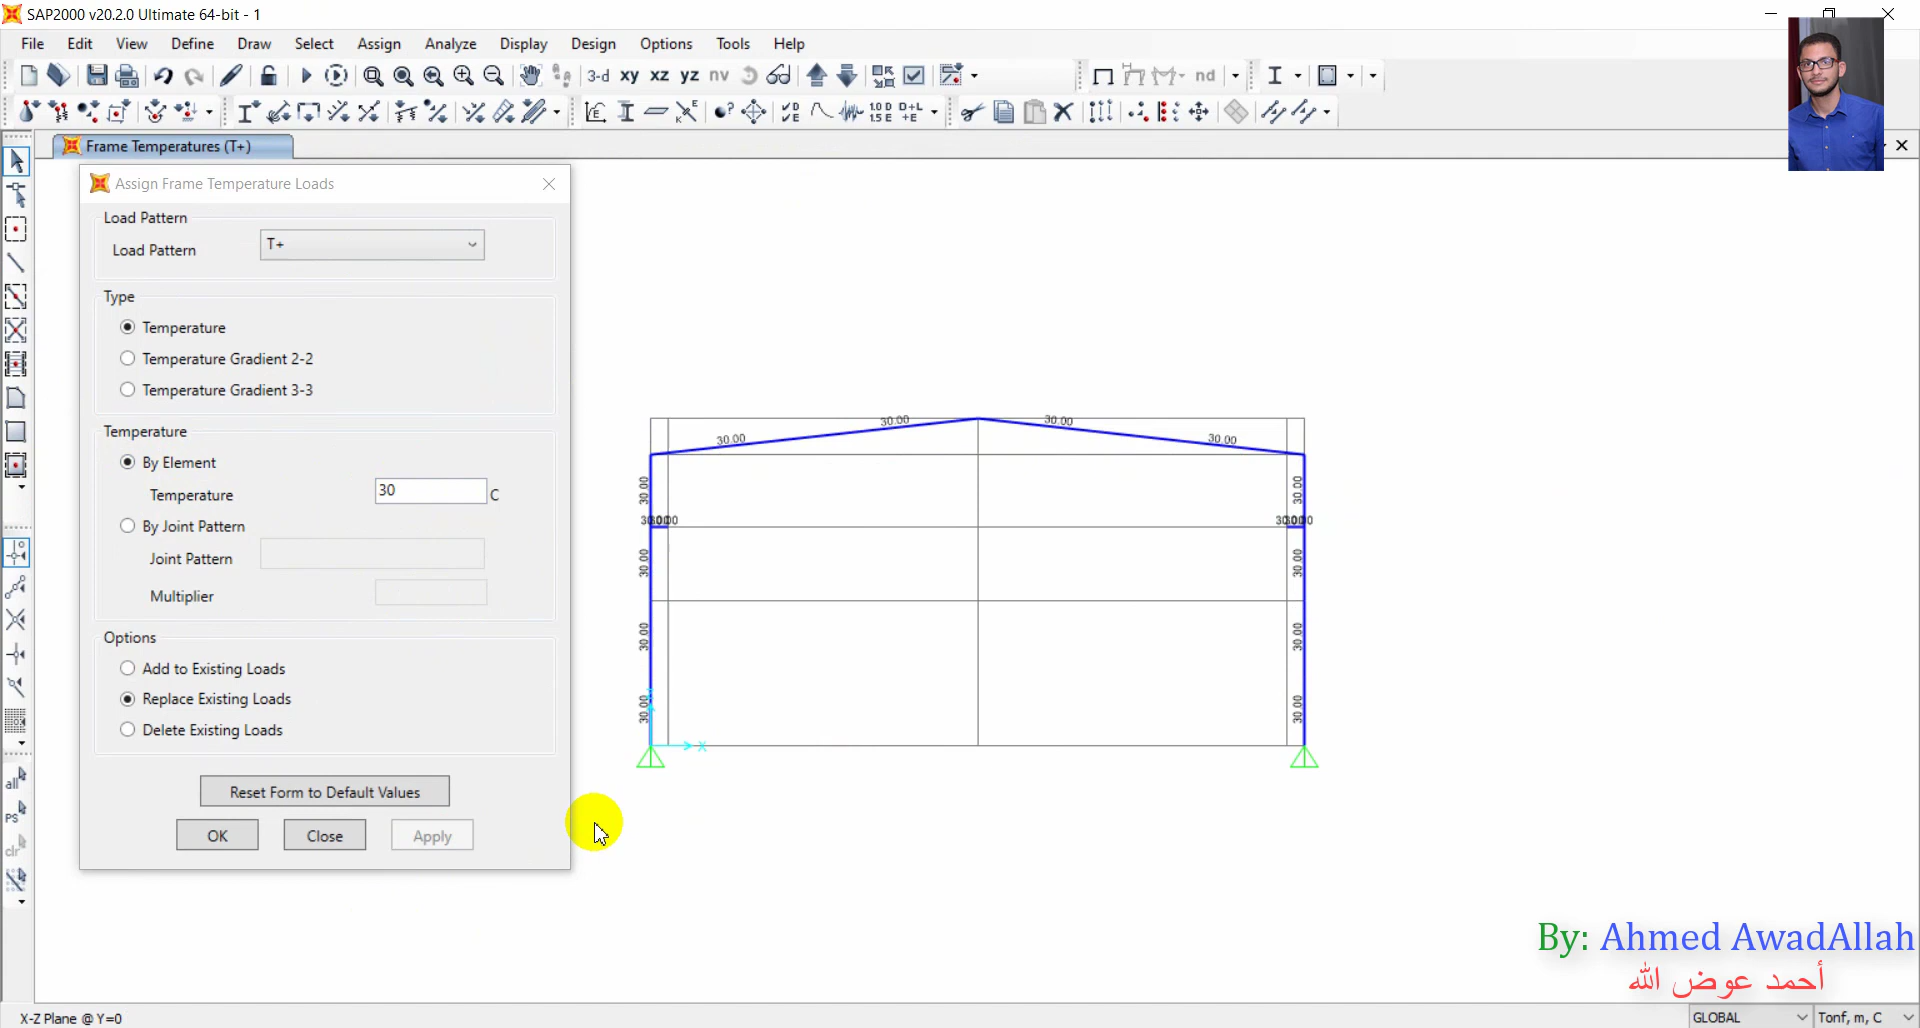 SAP2000 v20.2.0 Ultimate 64-bit - 1
File Edit View Define Draw Select Assign Analyze Display Design Options Tools Help
3-d xy xz yz nv nd
Frame Temperatures (T+)
Assign Frame Temperature Loads
Load Pattern
Load Pattern T+
Type
Temperature
Temperature Gradient 2-2
Temperature Gradient 3-3
Temperature
By Element
Temperature 30 C
By Joint Pattern
Joint Pattern
Multiplier
Options
Add to Existing Loads
Replace Existing Loads
Delete Existing Loads
Reset Form to Default Values
OK Close Apply
all
PS
clr
30.00 30.00
30.00 30.00
30.00 30.00
30.00 30.00
30.00 30.00
30.00 30.00
X
By: Ahmed AwadAllah
أحمد عوض الله
X-Z Plane @ Y=0
GLOBAL Tonf, m, C